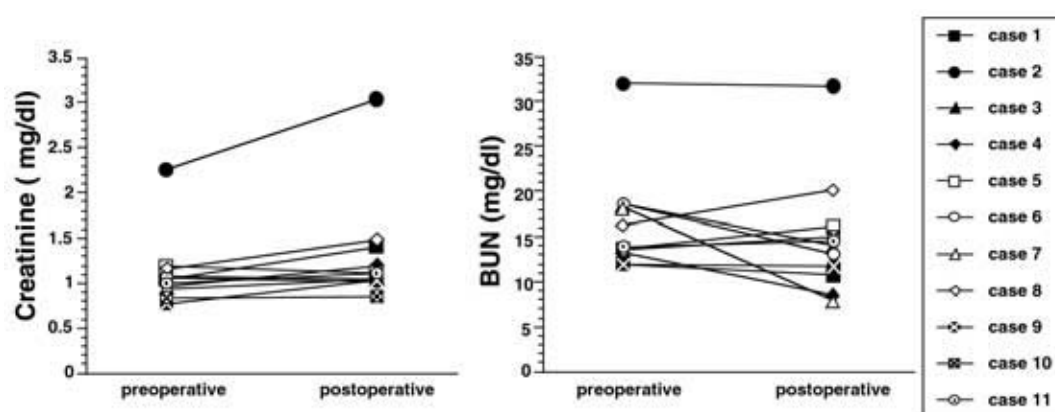 Creatinine ( mg/dl)
3.5
3
2.5
2
1.5
1
0.5
0
preoperative
postoperative
BUN (mg/dl)
35
30
25
20
15
10
5
0
preoperative
postoperative
case 1
case 2
case 3
case 4
case 5
case 6
case 7
case 8
case 9
case 10
case 11